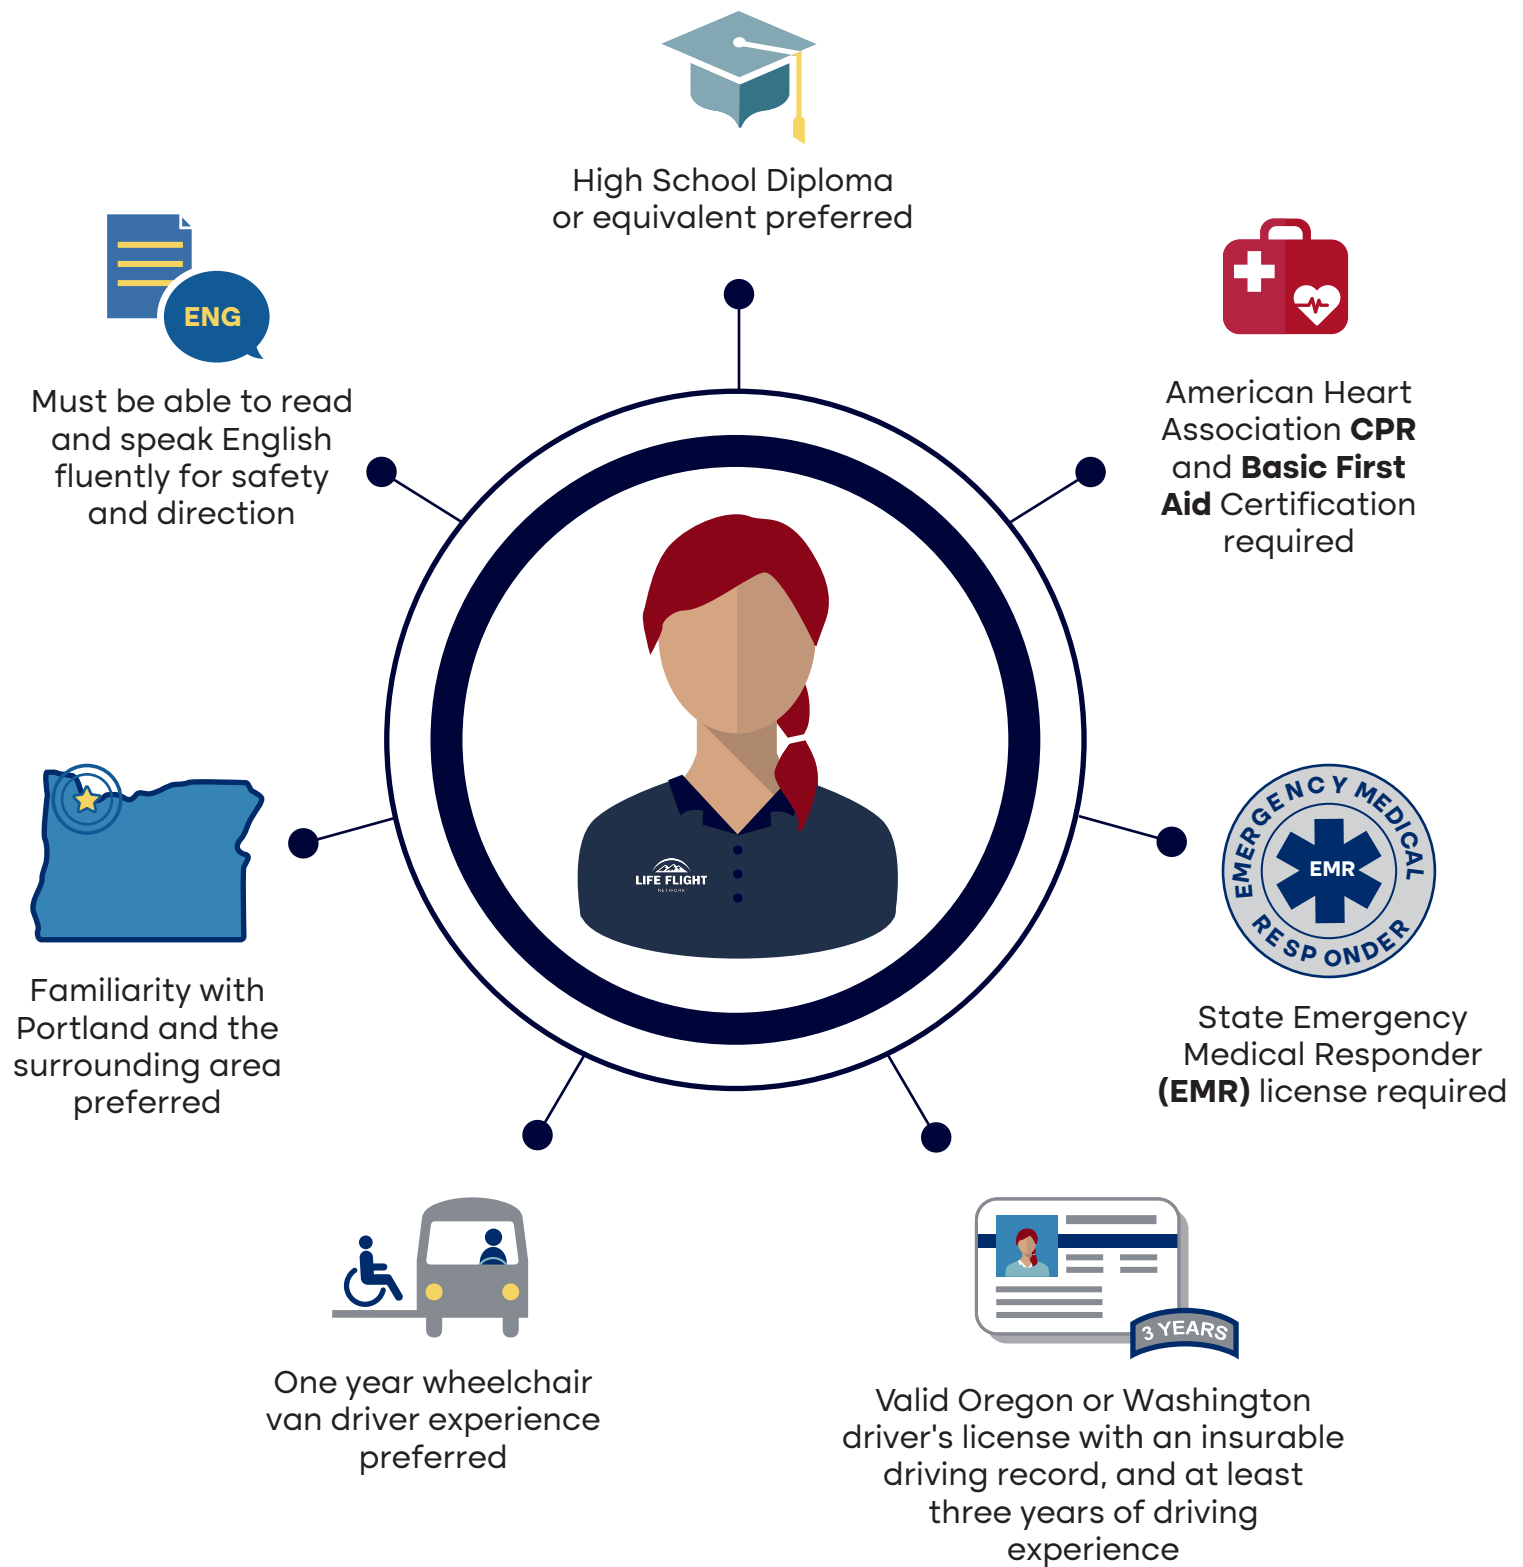 High School Diploma
or equivalent preferred
ENG
Must be able to read
and speak English
fluently for safety
and direction
American Heart
Association CPR
and Basic First
Aid Certification
required
LIFE FLIGHT
NETWORK
EMERGENCY MEDICAL
EMR
RESPONDER
Familiarity with
Portland and the
surrounding area
preferred
State Emergency
Medical Responder
(EMR) license required
One year wheelchair
van driver experience
preferred
3 YEARS
Valid Oregon or Washington
driver's license with an insurable
driving record, and at least
three years of driving
experience